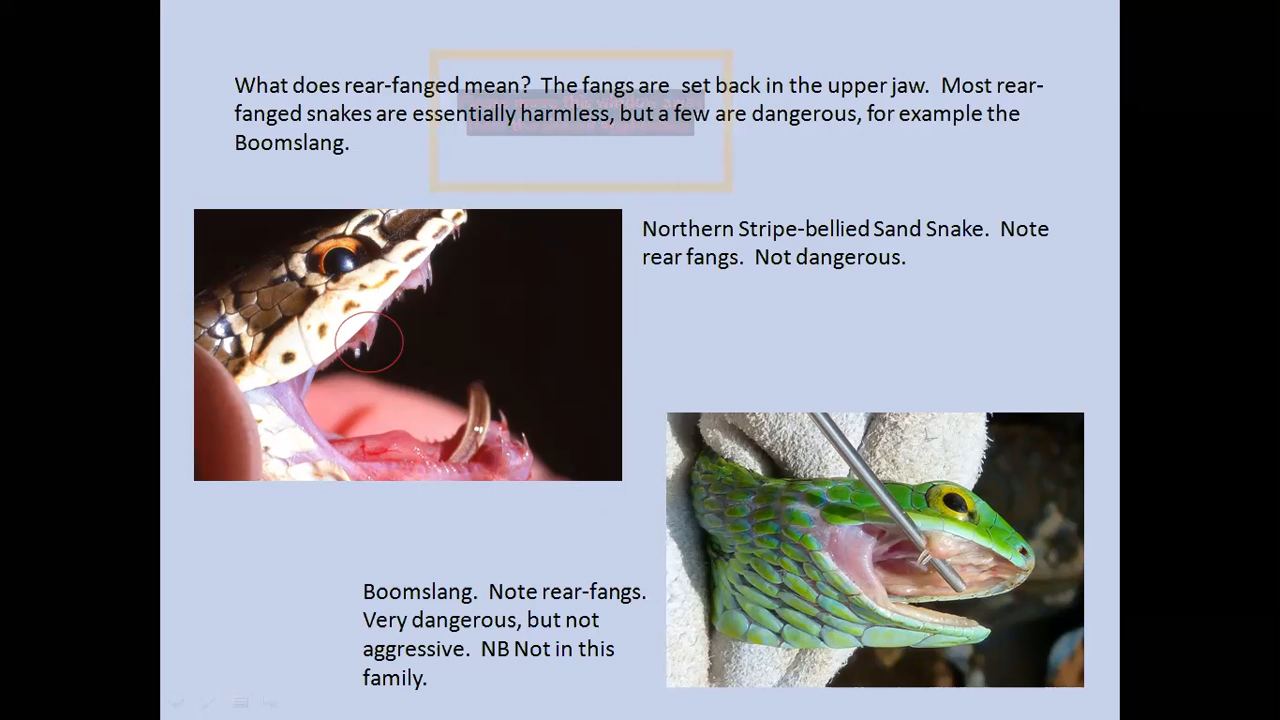 What does rear-fanged mean?  The fangs are  set back in the upper jaw.  Most rear-
fanged snakes are essentially harmless, but a few are dangerous, for example the
Boomslang.
Northern Stripe-bellied Sand Snake.  Note
rear fangs.  Not dangerous.
Boomslang.  Note rear-fangs.
Very dangerous, but not
aggressive.  NB Not in this
family.